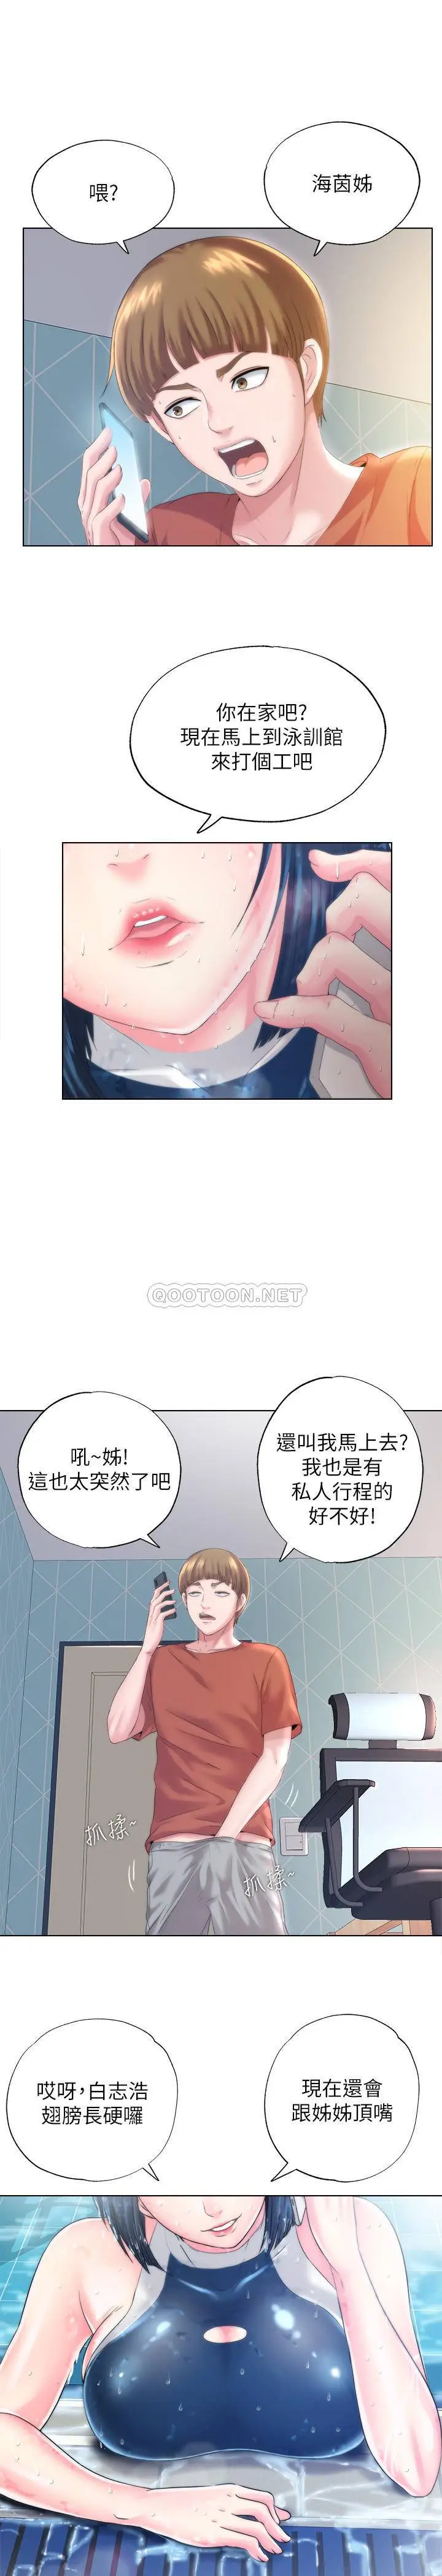 喂?
海茵姊
你在家吧?
現在馬上到泳訓館
來打個工吧
QOOTOON.NET
吼~姊!
這也太突然了吧
還叫我馬上去?
我也是有
私人行程的
好不好!
抓揉~
抓揉~
哎呀,白志浩
翅膀長硬囉
現在還會
跟姊姊頂嘴